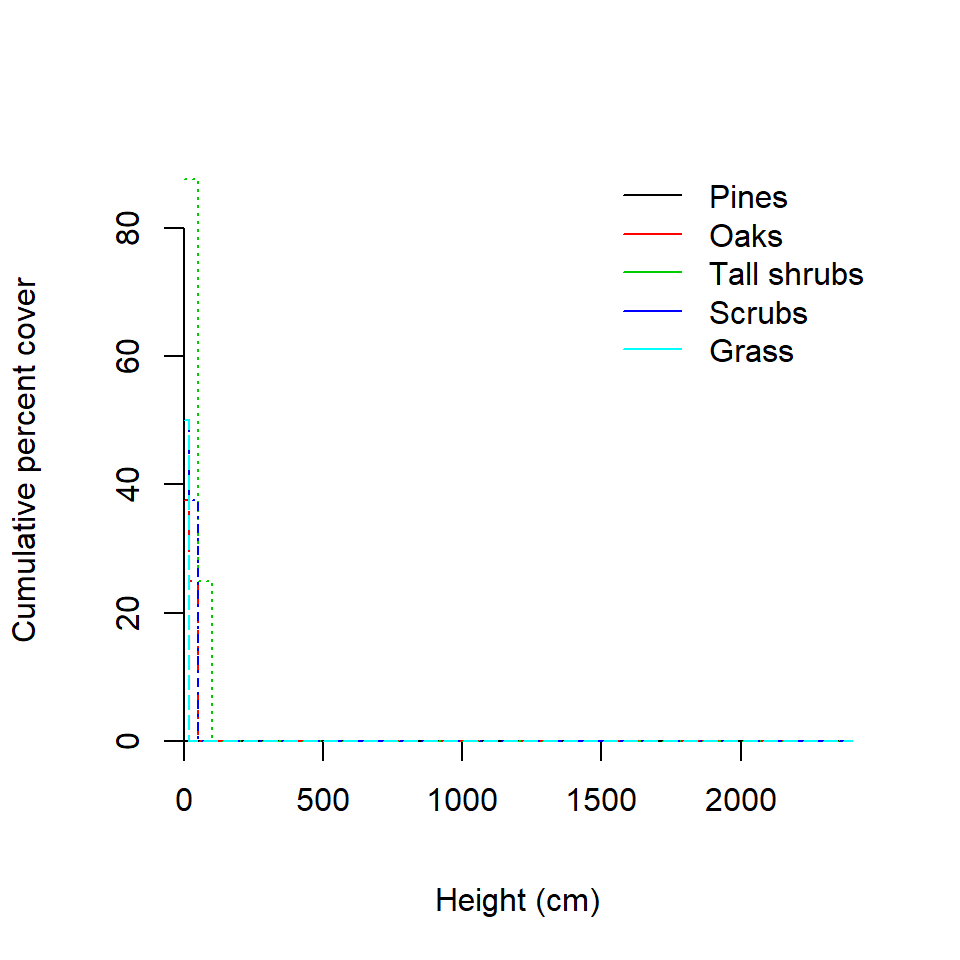 Pines
Oaks
Tall shrubs
Scrubs
Grass
80
60
40
20
0
Cumulative percent cover
0 500 1000 1500 2000
Height (cm)